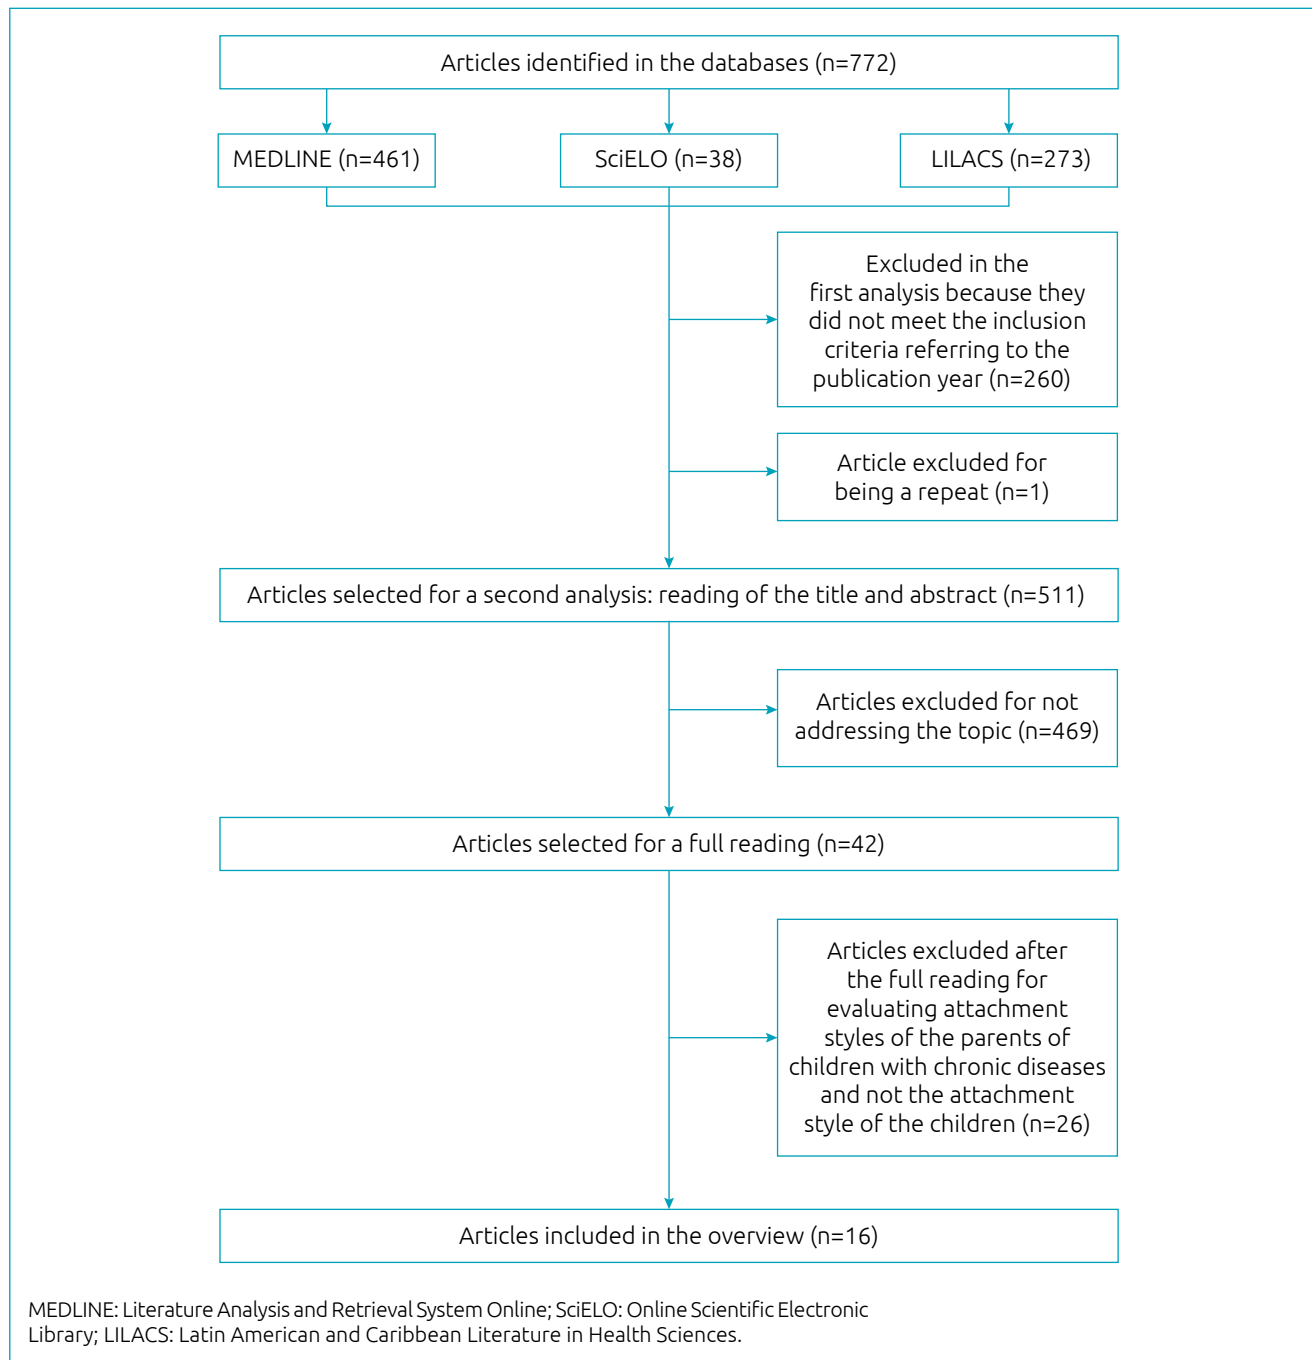 Articles identified in the databases (n=772)
MEDLINE (n=461)
SciELO (n=38)
LILACS (n=273)
Excluded in the
first analysis because they
did not meet the inclusion
criteria referring to the
publication year (n=260)
Article excluded for
being a repeat (n=1)
Articles selected for a second analysis: reading of the title and abstract (n=511)
Articles excluded for not
addressing the topic (n=469)
Articles selected for a full reading (n=42)
Articles excluded after
the full reading for
evaluating attachment
styles of the parents of
children with chronic diseases
and not the attachment
style of the children (n=26)
Articles included in the overview (n=16)
MEDLINE: Literature Analysis and Retrieval System Online; SciELO: Online Scientific Electronic
Library; LILACS: Latin American and Caribbean Literature in Health Sciences.